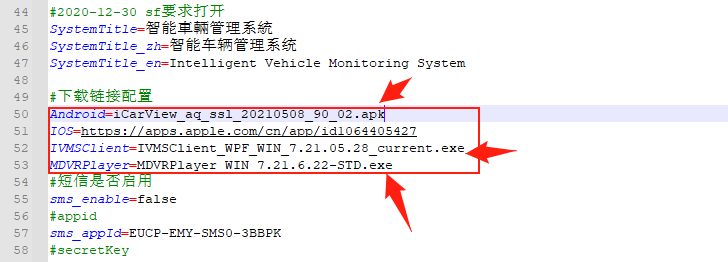 44 #2020-12-30 sf要求打开
45 SystemTitle=智能車輛管理系統
46 SystemTitle_zh=智能车辆管理系统
47 SystemTitle_en=Intelligent Vehicle Monitoring System
48
49 #下载链接配置
50 Android=iCarView_aq_ssl_20210508_90_02.apk
51 IOS=https://apps.apple.com/cn/app/id1064405427
52 IVMSClient=IVMSClient_WPF_WIN_7.21.05.28_current.exe
53 MDVRPlayer=MDVRPlayer WIN 7.21.6.22-STD.exe
54 #短信是否启用
55 sms_enable=false
56 #appid
57 sms_appId=EUCP-EMY-SMS0-3BBPK
58 #secretKey